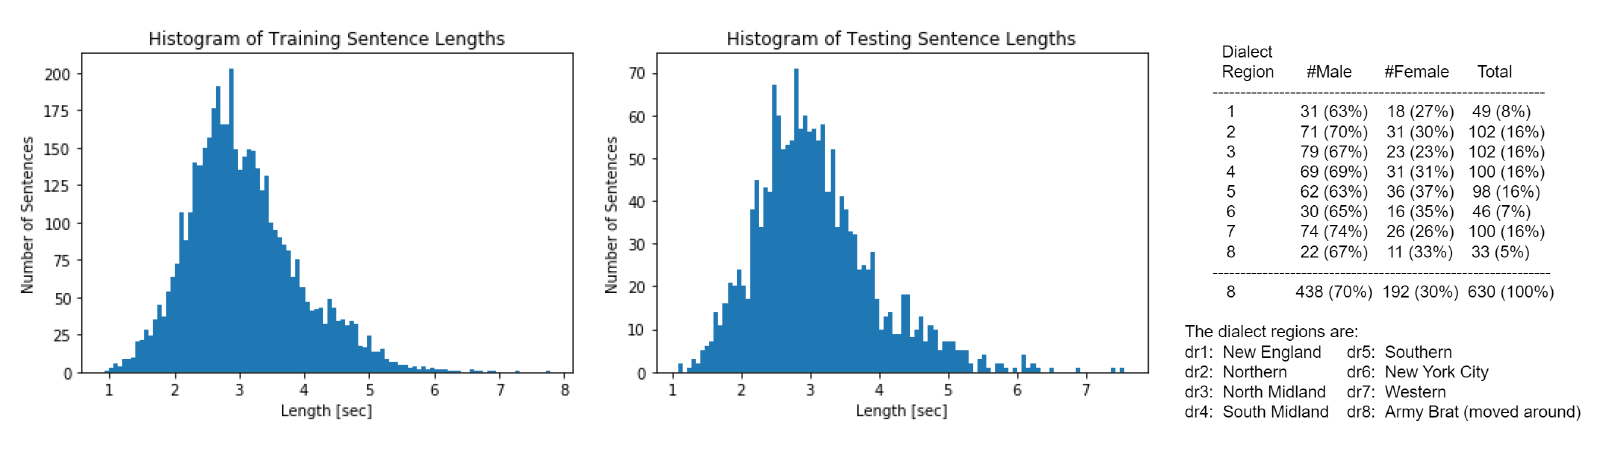 Histogram of Training Sentence Lengths
Number of Sentences
200
175
150
125
100
75
50
25
0
1 2 3 4 5 6 7 8
Length [sec]
Histogram of Testing Sentence Lengths
Number of Sentences
70
60
50
40
30
20
10
0
1 2 3 4 5 6 7
Length [sec]
Dialect
Region #Male #Female Total
1 31 (63%) 18 (27%) 49 (8%)
2 71 (70%) 31 (30%) 102 (16%)
3 79 (67%) 23 (23%) 102 (16%)
4 69 (69%) 31 (31%) 100 (16%)
5 62 (63%) 36 (37%) 98 (16%)
6 30 (65%) 16 (35%) 46 (7%)
7 74 (74%) 26 (26%) 100 (16%)
8 22 (67%) 11 (33%) 33 (5%)
8 438 (70%) 192 (30%) 630 (100%)
The dialect regions are:
dr1: New England dr5: Southern
dr2: Northern dr6: New York City
dr3: North Midland dr7: Western
dr4: South Midland dr8: Army Brat (moved around)